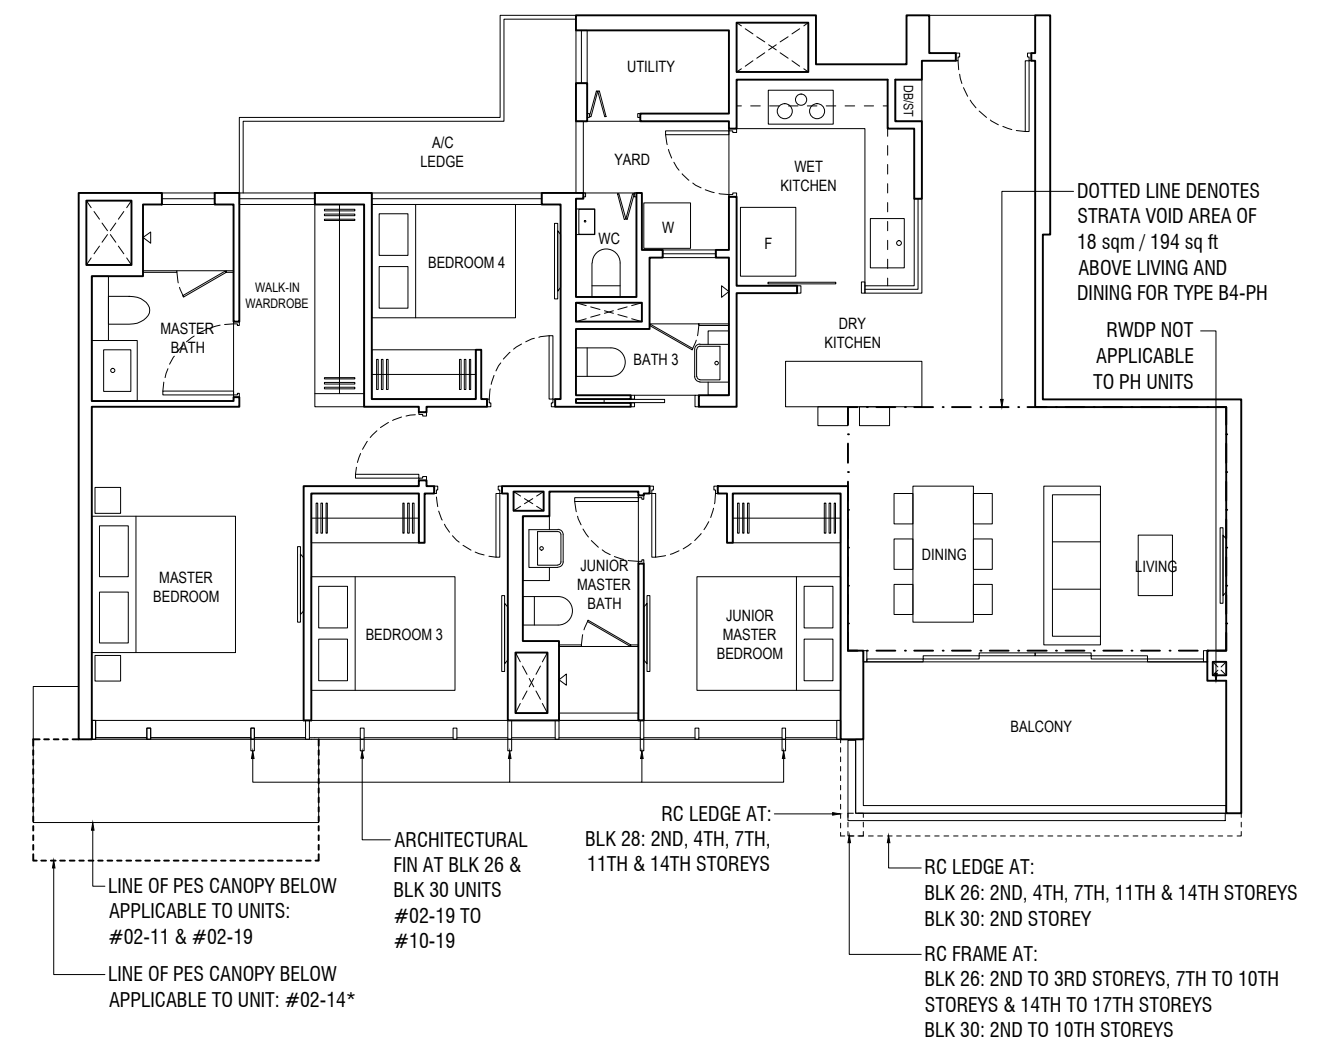 UTILITY
DB/ST
A/C
LEDGE
YARD
WET
KITCHEN
DOTTED LINE DENOTES
STRATA VOID AREA OF
18 sqm / 194 sq ft
ABOVE LIVING AND
DINING FOR TYPE B4-PH
W
WC
F
BEDROOM 4
WALK-IN
WARDROBE
MASTER
BATH
DRY
KITCHEN
BATH 3
RWDP NOT
APPLICABLE
TO PH UNITS
MASTER
BEDROOM
BEDROOM 3
JUNIOR
MASTER
BATH
JUNIOR
MASTER
BEDROOM
DINING
LIVING
BALCONY
RC LEDGE AT:
BLK 28: 2ND, 4TH, 7TH,
11TH & 14TH STOREYS
ARCHITECTURAL
FIN AT BLK 26 &
BLK 30 UNITS
#02-19 TO
#10-19
LINE OF PES CANOPY BELOW
APPLICABLE TO UNITS:
#02-11 & #02-19
LINE OF PES CANOPY BELOW
APPLICABLE TO UNIT: #02-14*
RC LEDGE AT:
BLK 26: 2ND, 4TH, 7TH, 11TH & 14TH STOREYS
BLK 30: 2ND STOREY
RC FRAME AT:
BLK 26: 2ND TO 3RD STOREYS, 7TH TO 10TH
STOREYS & 14TH TO 17TH STOREYS
BLK 30: 2ND TO 10TH STOREYS